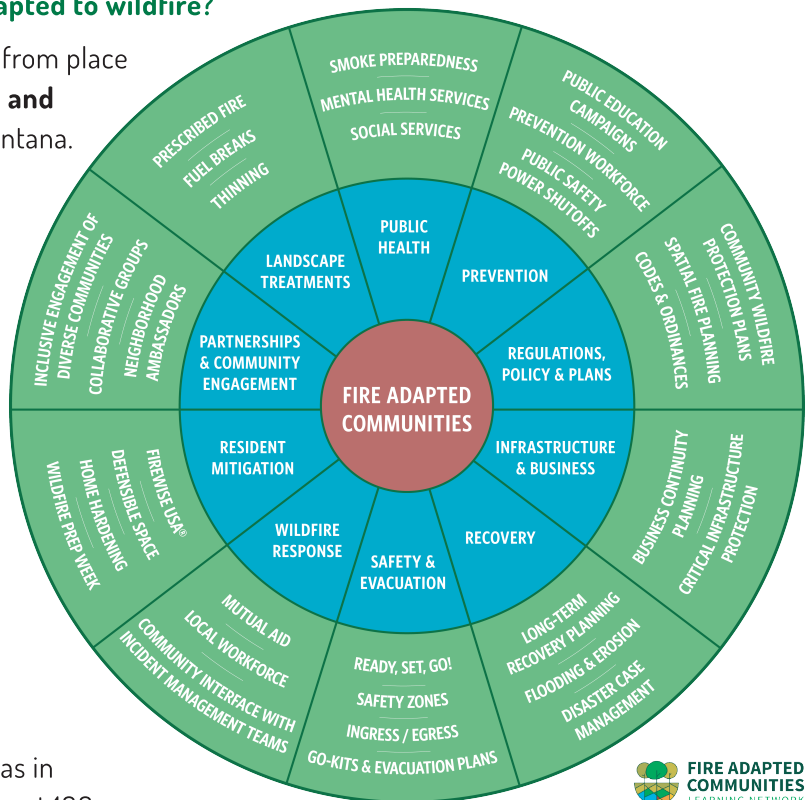 apted to wildfire?
from place
and
ntana.
SMOKE PREPAREDNESS
MENTAL HEALTH SERVICES
SOCIAL SERVICES
PUBLIC
HEALTH
PUBLIC EDUCATION
CAMPAIGNS
PREVENTION WORKFORCE
PUBLIC SAFETY
POWER SHUTOFFS
PREVENTION
COMMUNITY WILDFIRE
PROTECTION PLANS
SPATIAL FIRE PLANNING
CODES & ORDINANCES
REGULATIONS,
POLICY & PLANS
BUSINESS CONTINUITY
PLANNING
CRITICAL INFRASTRUCTURE
PROTECTION
INFRASTRUCTURE
& BUSINESS
LONG-TERM
RECOVERY PLANNING
FLOODING & EROSION
DISASTER CASE
MANAGEMENT
RECOVERY
READY, SET, GO!
SAFETY ZONES
INGRESS / EGRESS
GO-KITS & EVACUATION PLANS
SAFETY &
EVACUATION
MUTUAL AID
LOCAL WORKFORCE
COMMUNITY INTERFACE WITH
INCIDENT MANAGEMENT TEAMS
WILDFIRE
RESPONSE
FIREWISE USA®
DEFENSIBLE SPACE
HOME HARDENING
WILDFIRE PREP WEEK
RESIDENT
MITIGATION
INCLUSIVE ENGAGEMENT OF
DIVERSE COMMUNITIES
COLLABORATIVE GROUPS
NEIGHBORHOOD
AMBASSADORS
PARTNERSHIPS
& COMMUNITY
ENGAGEMENT
PRESCRIBED FIRE
FUEL BREAKS
THINNING
LANDSCAPE
TREATMENTS
FIRE ADAPTED
COMMUNITIES
as in
FIRE ADAPTED
COMMUNITIES
LEARNING NETWORK